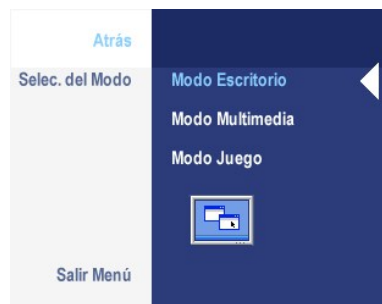 Atrás
Selec. del Modo
Modo Escritorio
Modo Multimedia
Modo Juego
Salir Menú